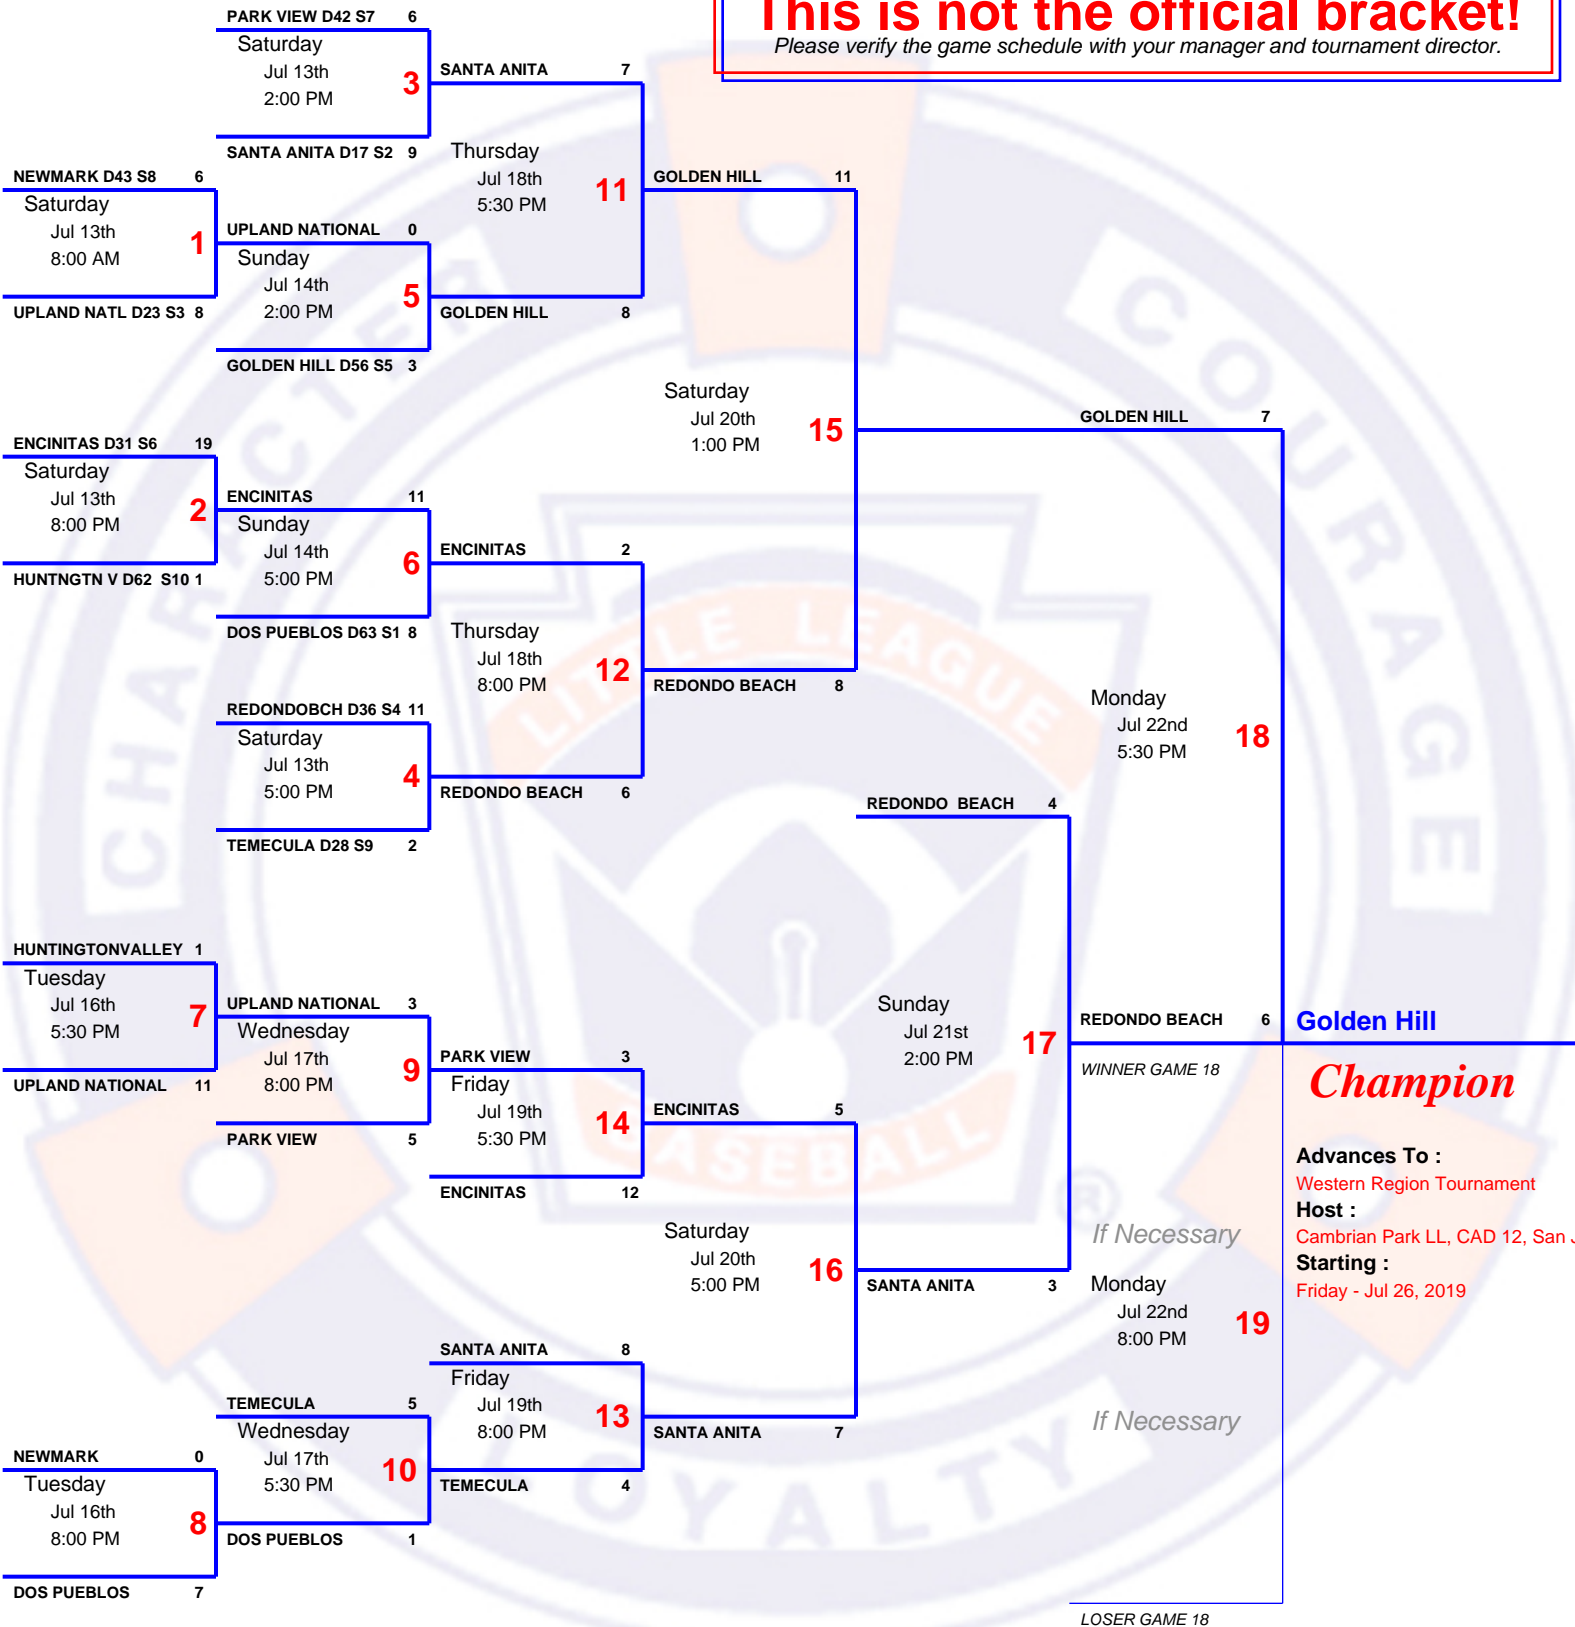 This is not the official bracket!
Please verify the game schedule with your manager and tournament director.
PARK VIEW D42 S7 6
Saturday
Jul 13th
2:00 PM
3
SANTA ANITA D17 S2 9
SANTA ANITA 7
Thursday
Jul 18th
5:30 PM
11
NEWMARK D43 S8 6
Saturday
Jul 13th
8:00 AM
1
UPLAND NATL D23 S3 8
UPLAND NATIONAL 0
Sunday
Jul 14th
2:00 PM
5
GOLDEN HILL D56 S5 3
GOLDEN HILL 8
GOLDEN HILL 11
Saturday
Jul 20th
1:00 PM
15
GOLDEN HILL 7
ENCINITAS D31 S6 19
Saturday
Jul 13th
8:00 PM
2
HUNTNGTN V D62 S10 1
ENCINITAS 11
Sunday
Jul 14th
5:00 PM
6
DOS PUEBLOS D63 S1 8
ENCINITAS 2
Thursday
Jul 18th
8:00 PM
12
REDONDO BEACH 8
REDONDOBCH D36 S4 11
Saturday
Jul 13th
5:00 PM
4
TEMECULA D28 S9 2
REDONDO BEACH 6
Monday
Jul 22nd
5:30 PM
18
REDONDO BEACH 4
Sunday
Jul 21st
2:00 PM
17
REDONDO BEACH 6
WINNER GAME 18
Golden Hill
Champion
Advances To :
Western Region Tournament
Host :
Cambrian Park LL, CAD 12, San
Starting :
Friday - Jul 26, 2019
HUNTINGTONVALLEY 1
Tuesday
Jul 16th
5:30 PM
7
UPLAND NATIONAL 11
UPLAND NATIONAL 3
Wednesday
Jul 17th
8:00 PM
9
PARK VIEW 5
PARK VIEW 3
Friday
Jul 19th
5:30 PM
14
ENCINITAS 12
ENCINITAS 5
Saturday
Jul 20th
5:00 PM
16
SANTA ANITA 3
If Necessary
Monday
Jul 22nd
8:00 PM
19
If Necessary
SANTA ANITA 8
Friday
Jul 19th
8:00 PM
13
TEMECULA 4
SANTA ANITA 7
TEMECULA 5
Wednesday
Jul 17th
5:30 PM
10
DOS PUEBLOS 1
NEWMARK 0
Tuesday
Jul 16th
8:00 PM
8
DOS PUEBLOS 7
LOSER GAME 18
CHARACTER
COURAGE
LOYALTY
LITTLE LEAGUE
BASEBALL
®